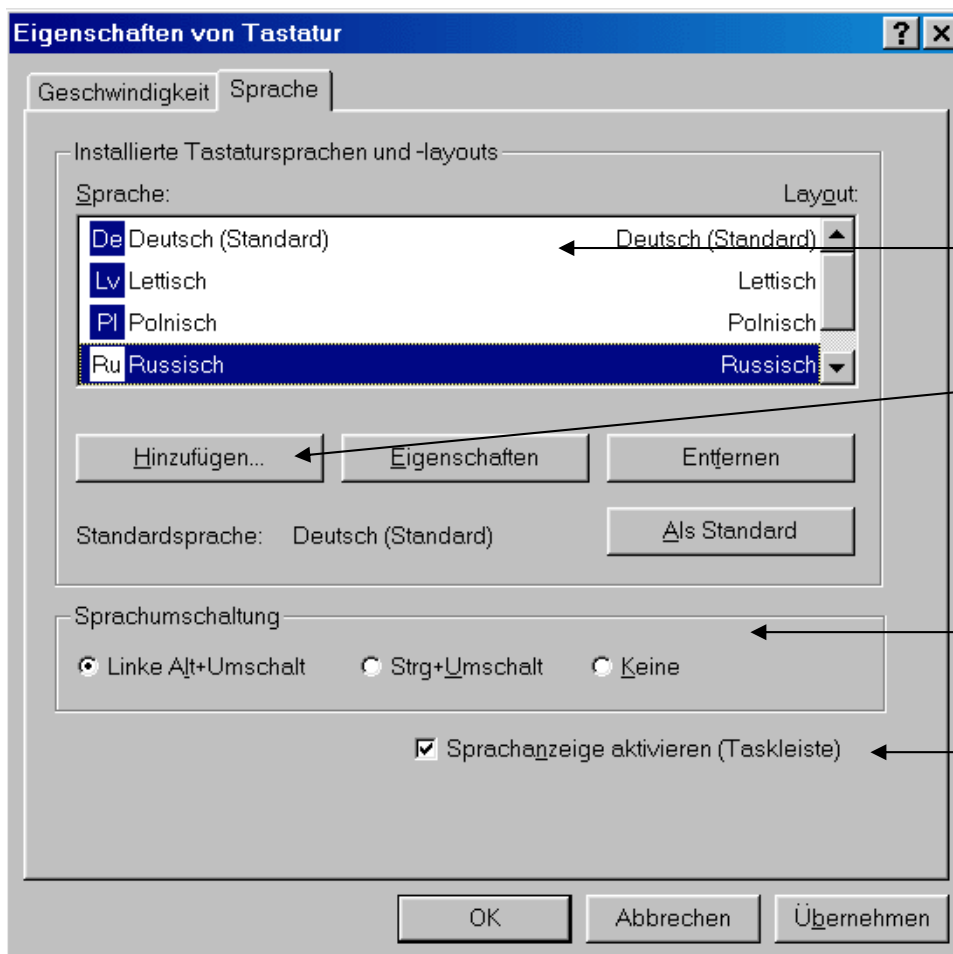 Eigenschaften von Tastatur
Geschwindigkeit Sprache
Installierte Tastatursprachen und -layouts
Sprache: Layout:
De Deutsch (Standard) Deutsch (Standard)
Lv Lettisch Lettisch
Pl Polnisch Polnisch
Ru Russisch Russisch
Hinzufügen... Eigenschaften Entfernen
Standardsprache: Deutsch (Standard) Als Standard
Sprachumschaltung
Linke Alt+Umschalt Strg+Umschalt Keine
Sprachanzeige aktivieren (Taskleiste)
OK Abbrechen Übernehmen